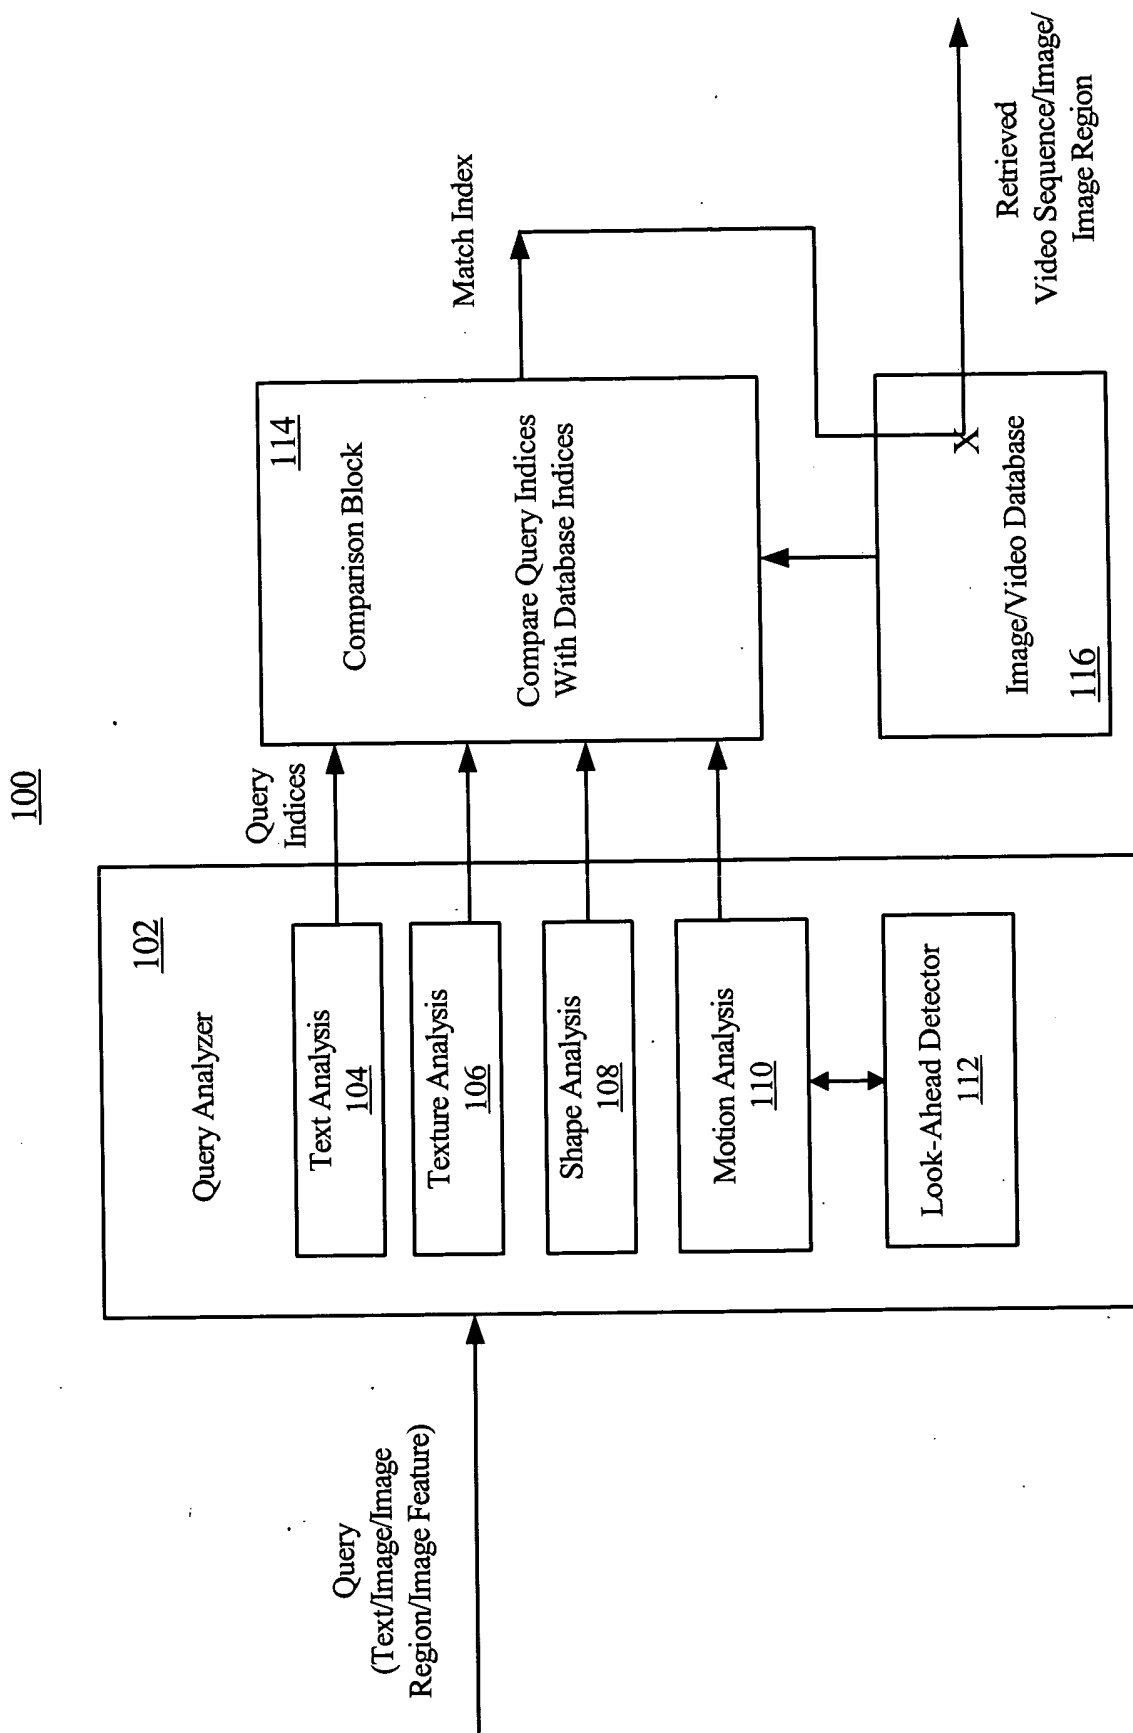 100
Query
(Text/Image/Image
Region/Image Feature)
102
Query Analyzer
Text Analysis
104
Texture Analysis
106
Shape Analysis
108
Motion Analysis
110
Look-Ahead Detector
112
Query
Indices
114
Comparison Block
Compare Query Indices
With Database Indices
Match Index
X
Image/Video Database
116
Retrieved
Video Sequence/Image/
Image Region